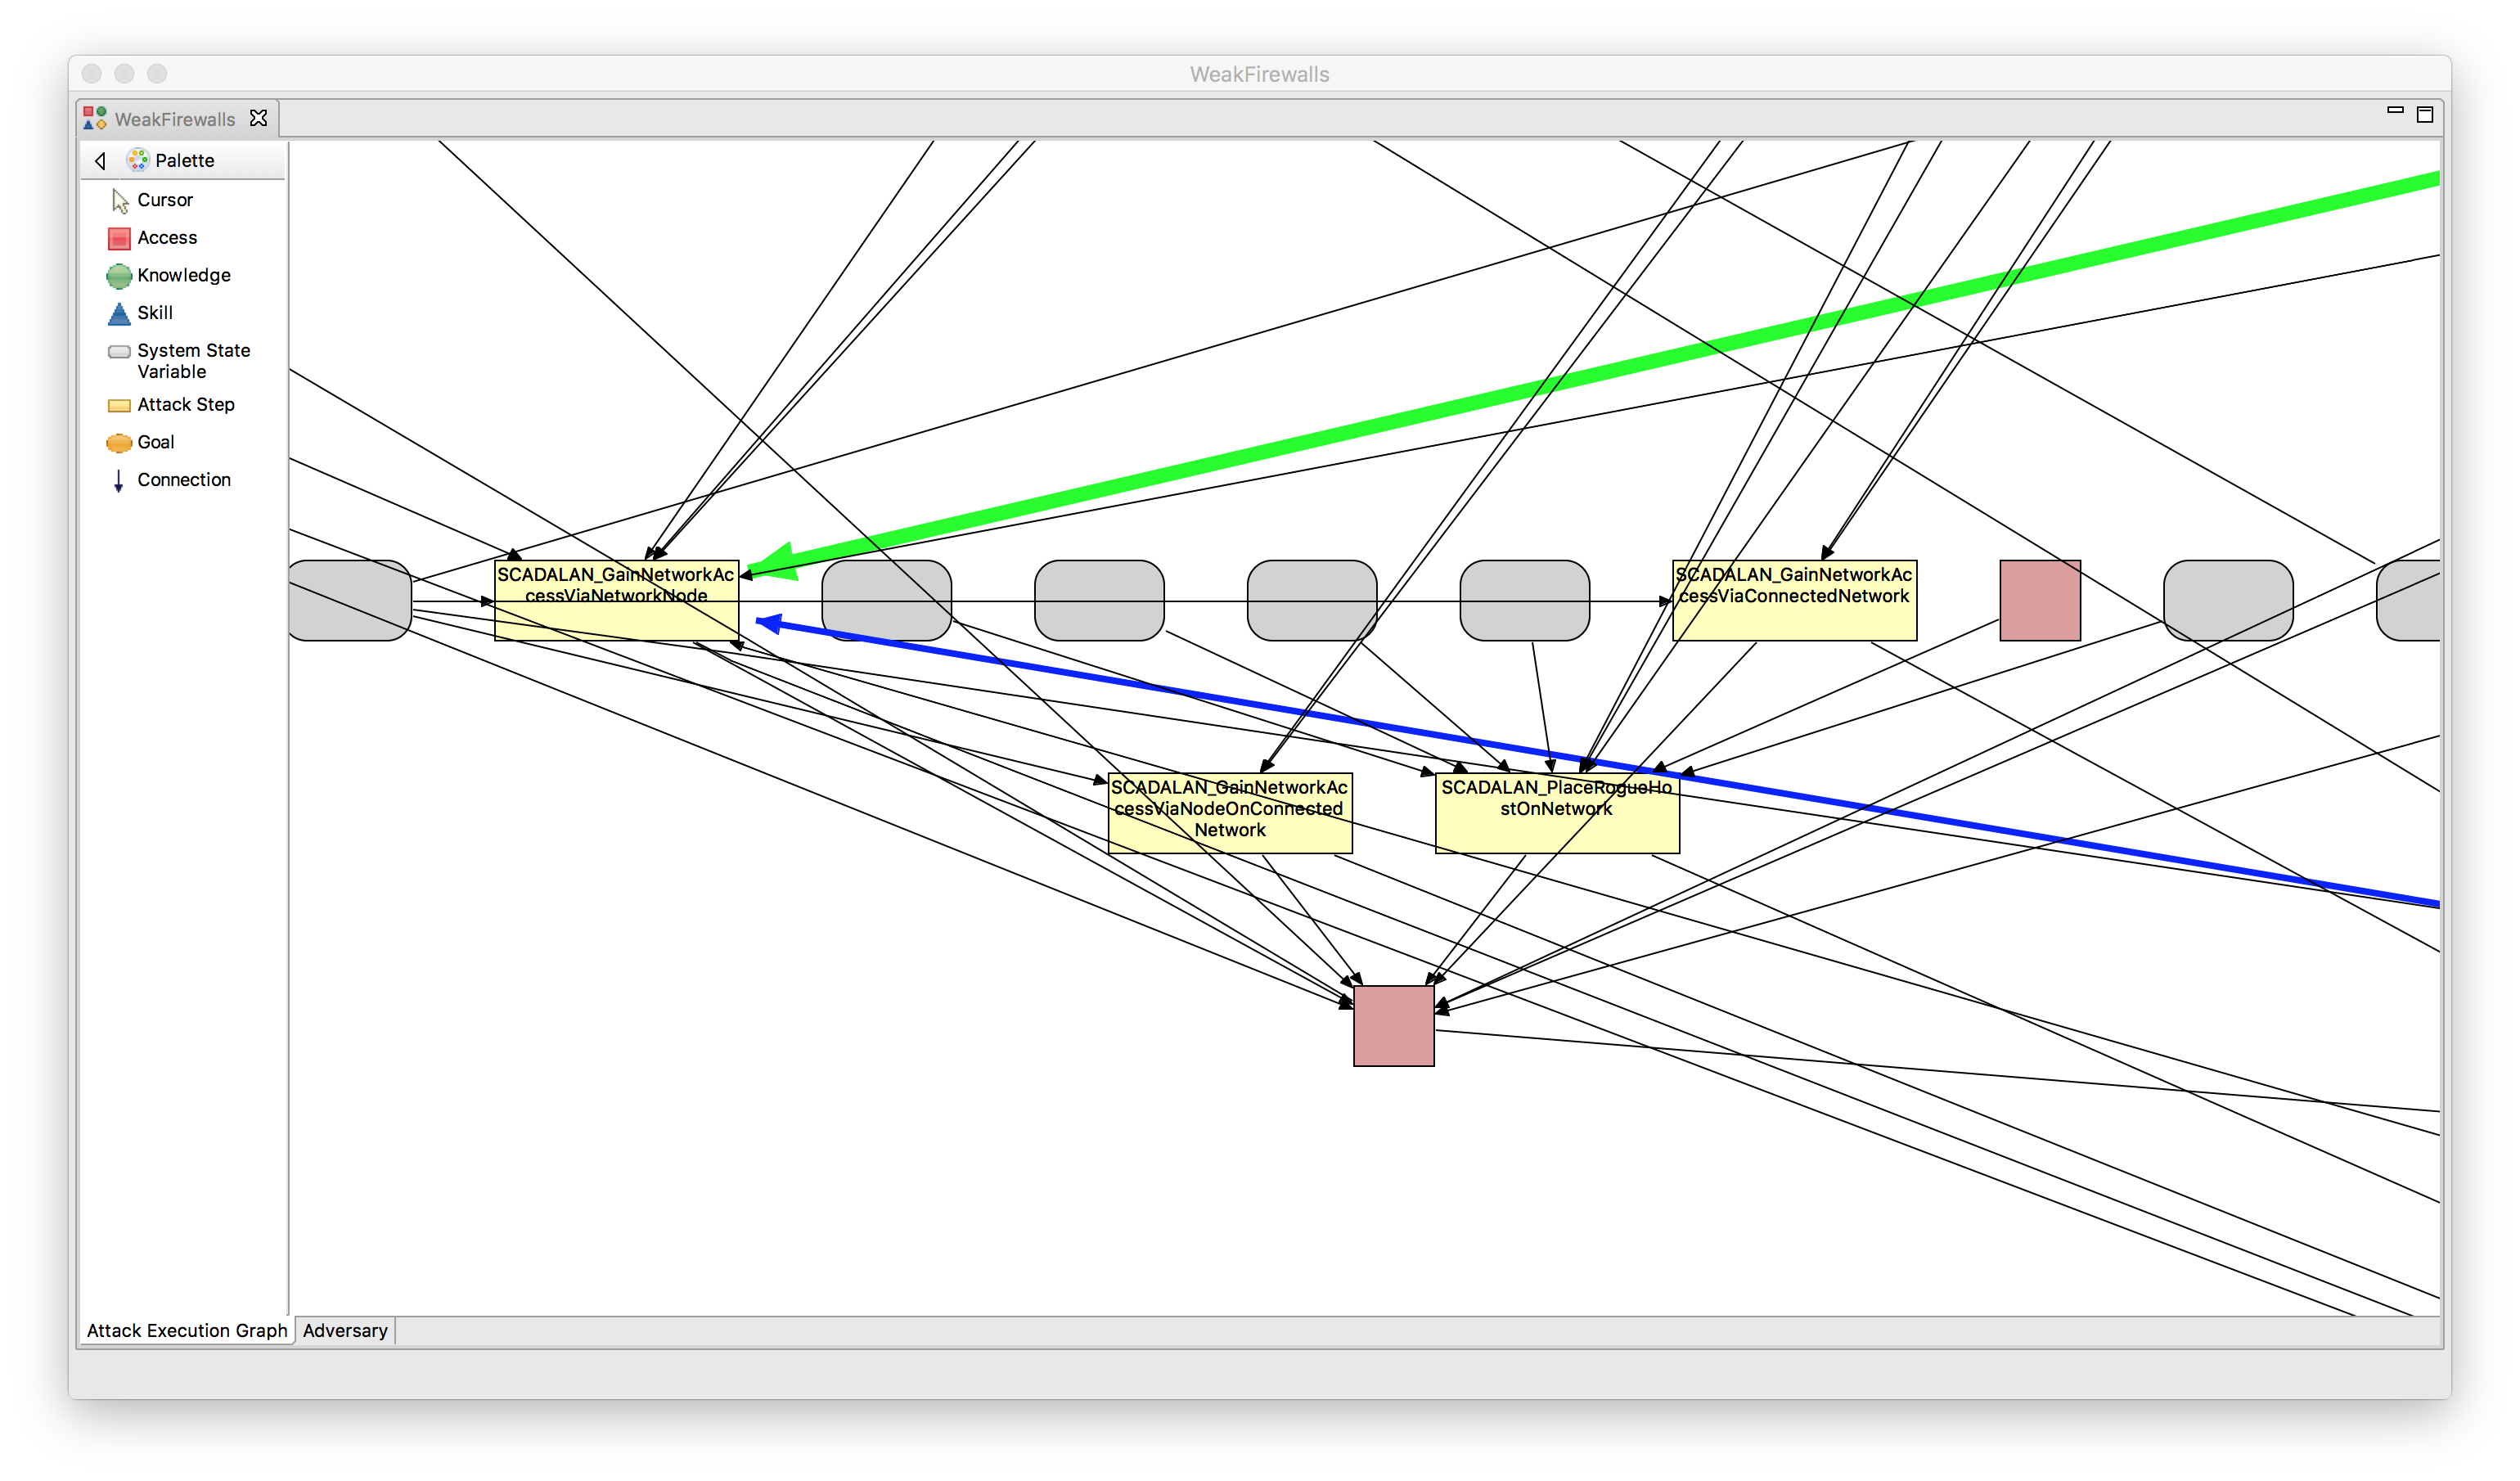 WeakFirewalls
WeakFirewalls
Palette
Cursor
Access
Knowledge
Skill
System State
Variable
Attack Step
Goal
Connection
SCADALAN_GainNetworkAc
cessViaNetworkNode
SCADALAN_GainNetworkAc
cessViaConnectedNetwork
SCADALAN_GainNetworkAc
cessViaNodeOnConnected
Network
SCADALAN_PlaceRogueHo
stOnNetwork
Attack Execution Graph
Adversary